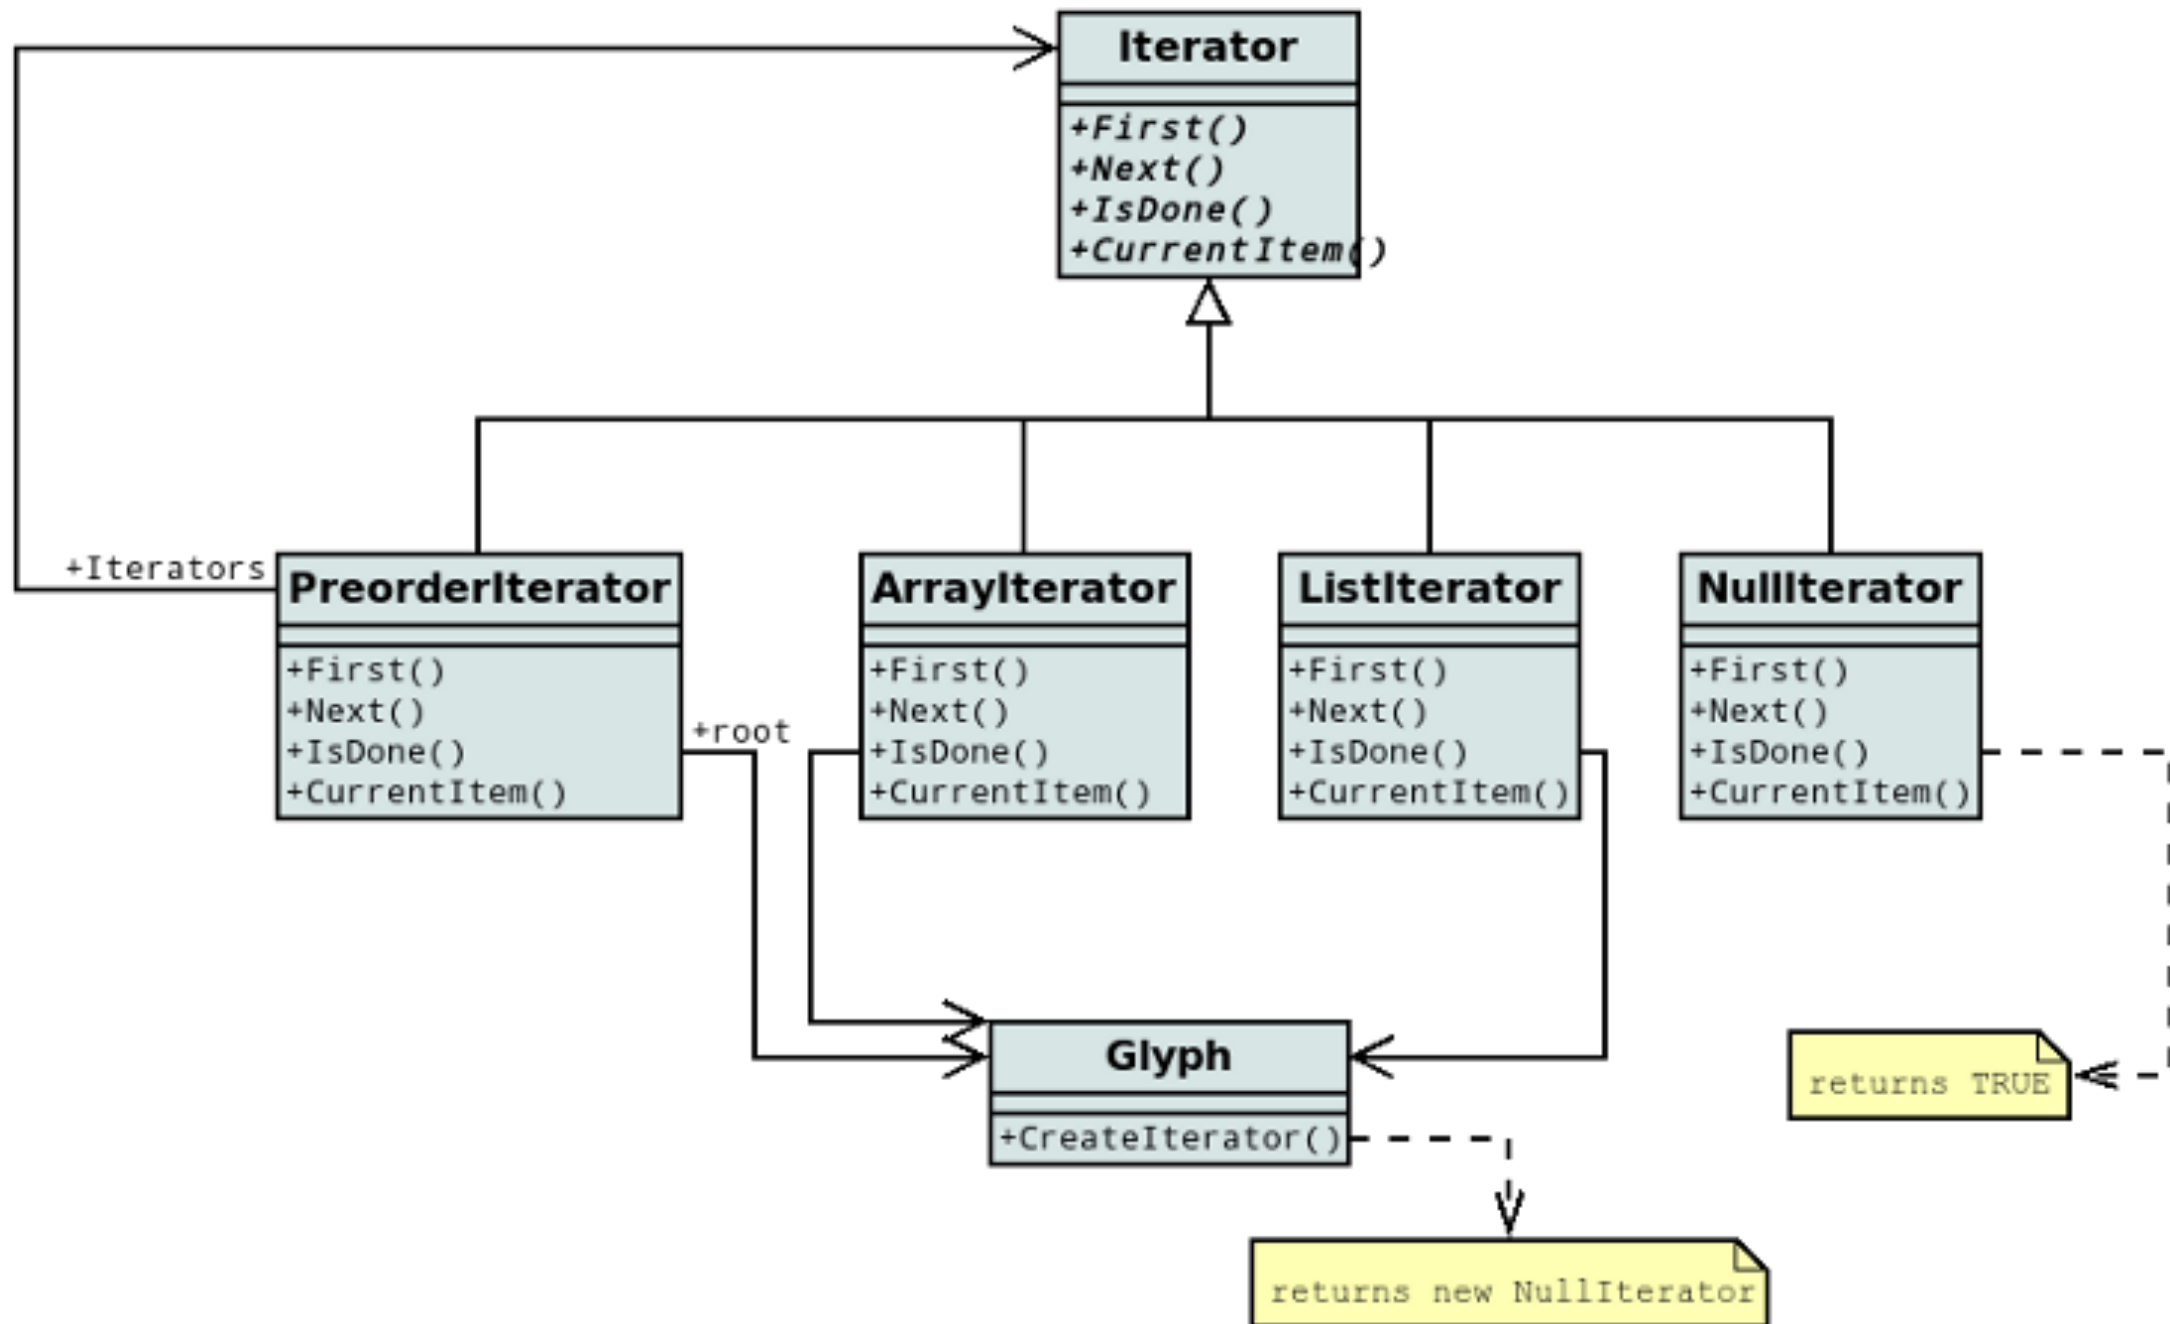 Iterator
+First()
+Next()
+IsDone()
+CurrentItem()
+Iterators
PreorderIterator
+First()
+Next()
+IsDone()
+CurrentItem()
+root
ArrayIterator
+First()
+Next()
+IsDone()
+CurrentItem()
ListIterator
+First()
+Next()
+IsDone()
+CurrentItem()
NullIterator
+First()
+Next()
+IsDone()
+CurrentItem()
Glyph
+CreateIterator()
returns TRUE
returns new NullIterator